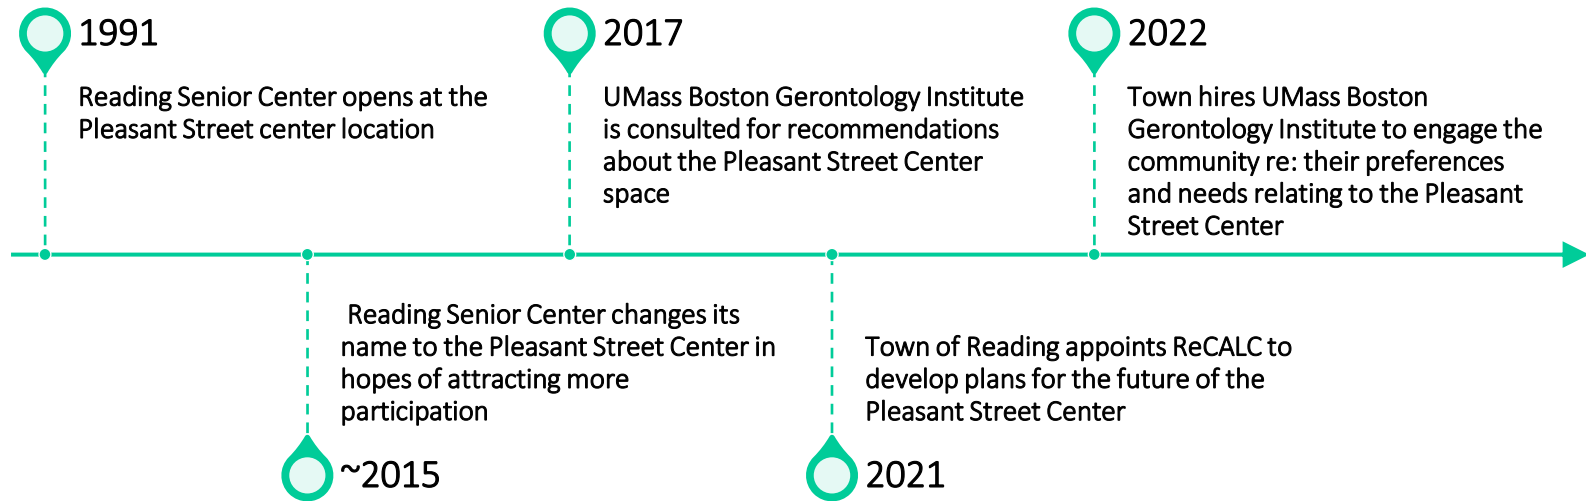 1991
Reading Senior Center opens at the
Pleasant Street center location
~2015
Reading Senior Center changes its
name to the Pleasant Street Center in
hopes of attracting more
participation
2017
UMass Boston Gerontology Institute
is consulted for recommendations
about the Pleasant Street Center
space
2021
Town of Reading appoints ReCALC to
develop plans for the future of the
Pleasant Street Center
2022
Town hires UMass Boston
Gerontology Institute to engage the
community re: their preferences
and needs relating to the Pleasant
Street Center